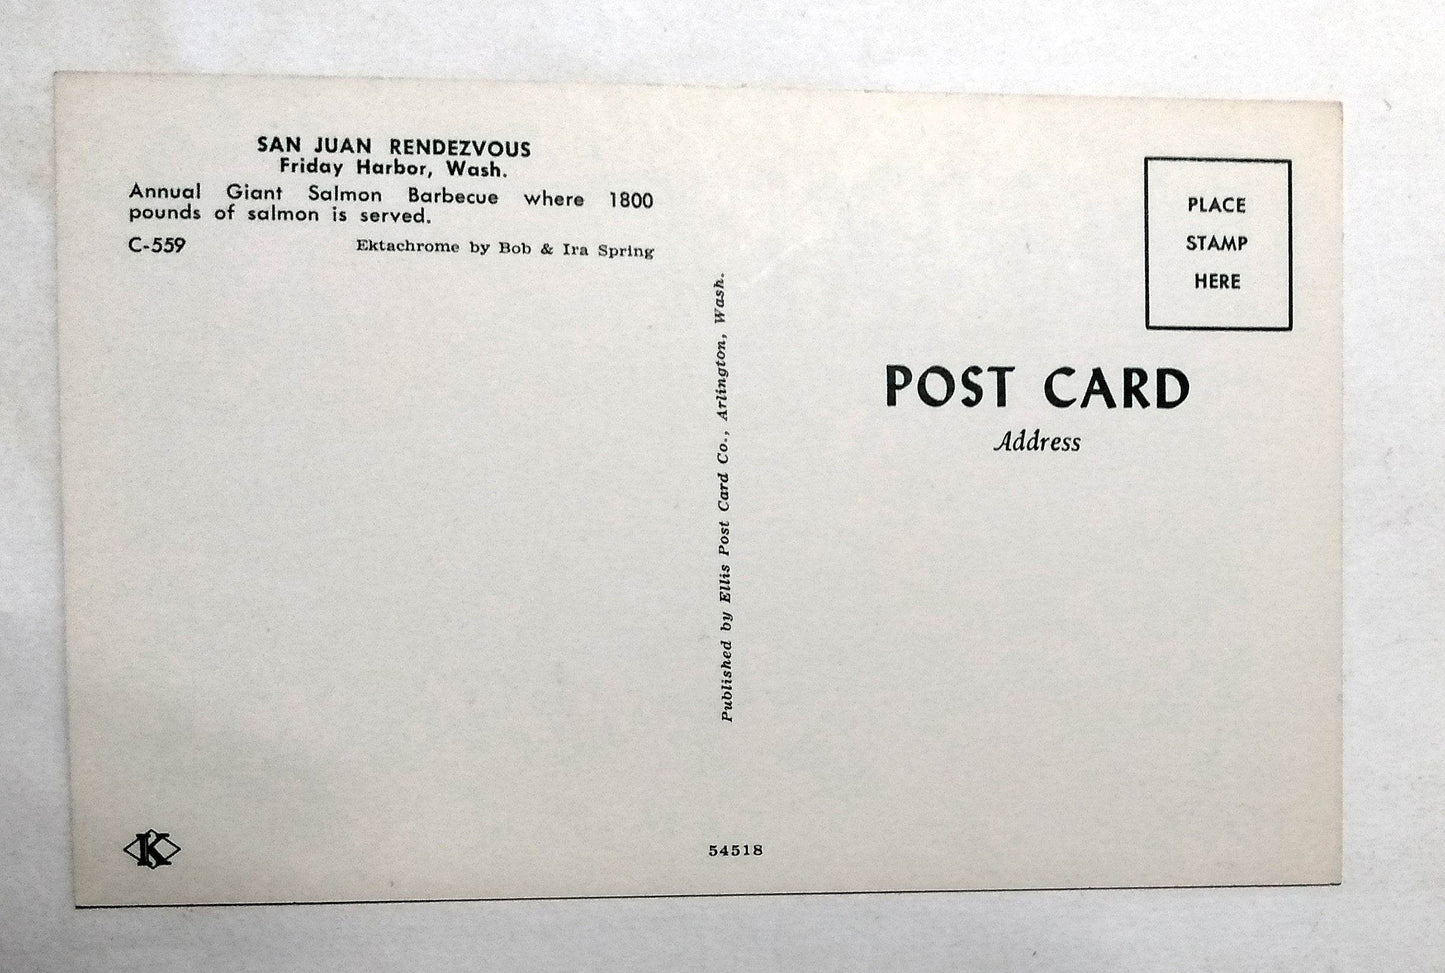 SAN JUAN RENDEZVOUS
Friday Harbor, Wash.
Annual Giant Salmon Barbecue where 1800
pounds of salmon is served.
C-559 Ektachrome by Bob & Ira Spring
Published by Ellis Post Card Co., Arlington, Wash.
PLACE
STAMP
HERE
POST CARD
Address
K
54518